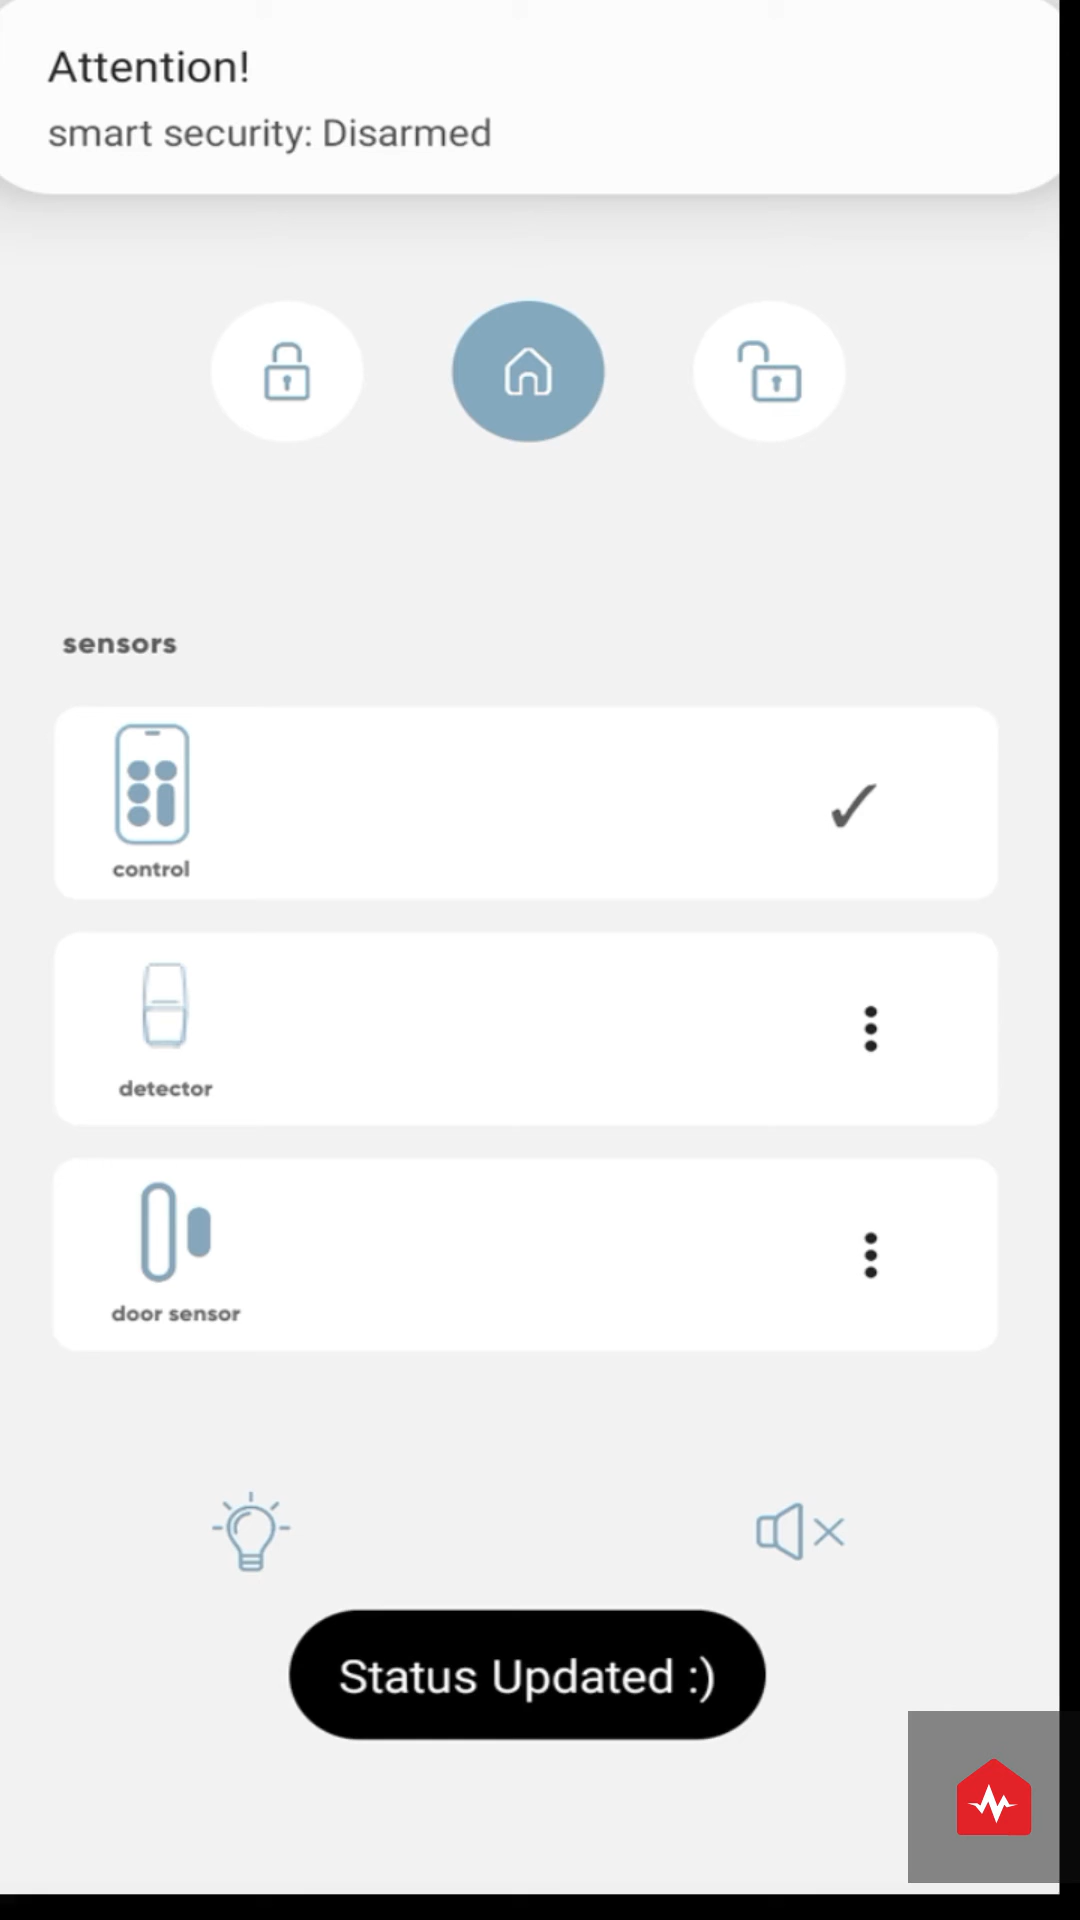 Attention!
smart security: Disarmed
sensors
control
detector
door sensor
Status Updated :)